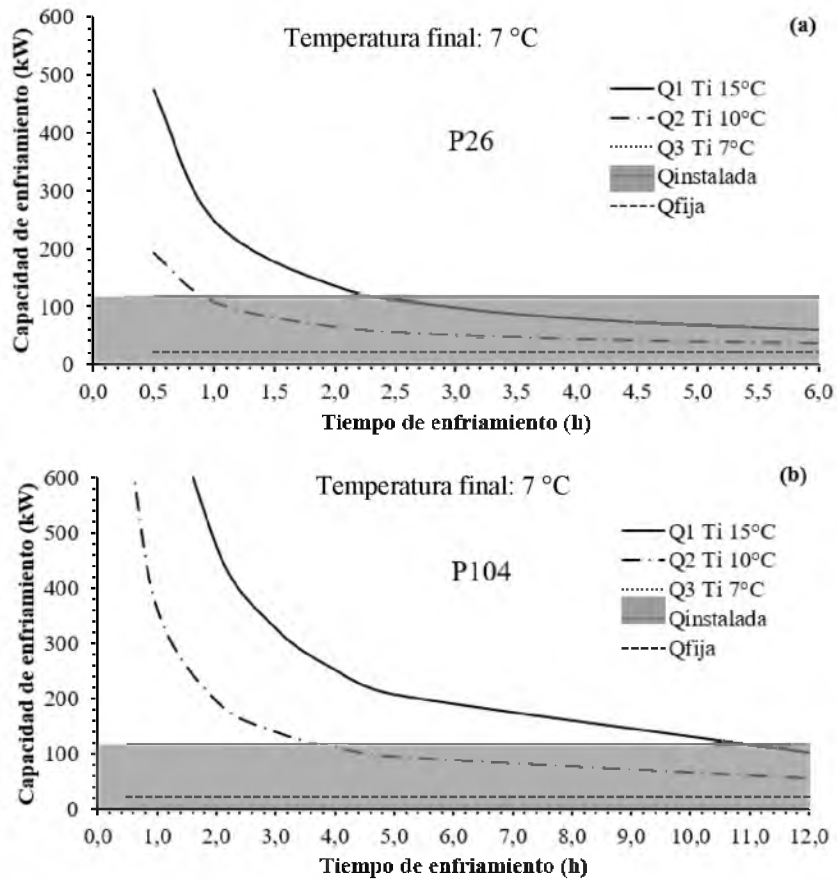 (a)
Temperatura final: 7 °C
P26
Q1 Ti 15°C
Q2 Ti 10°C
Q3 Ti 7°C
Qinstalada
Qfija
Capacidad de enfriamiento (kW)
600
500
400
300
200
100
0
0,0 0,5 1,0 1,5 2,0 2,5 3,0 3,5 4,0 4,5 5,0 5,5 6,0
Tiempo de enfriamiento (h)
(b)
Temperatura final: 7 °C
P104
Q1 Ti 15°C
Q2 Ti 10°C
Q3 Ti 7°C
Qinstalada
Qfija
Capacidad de enfriamiento (kW)
600
500
400
300
200
100
0
0,0 1,0 2,0 3,0 4,0 5,0 6,0 7,0 8,0 9,0 10,0 11,0 12,0
Tiempo de enfriamiento (h)